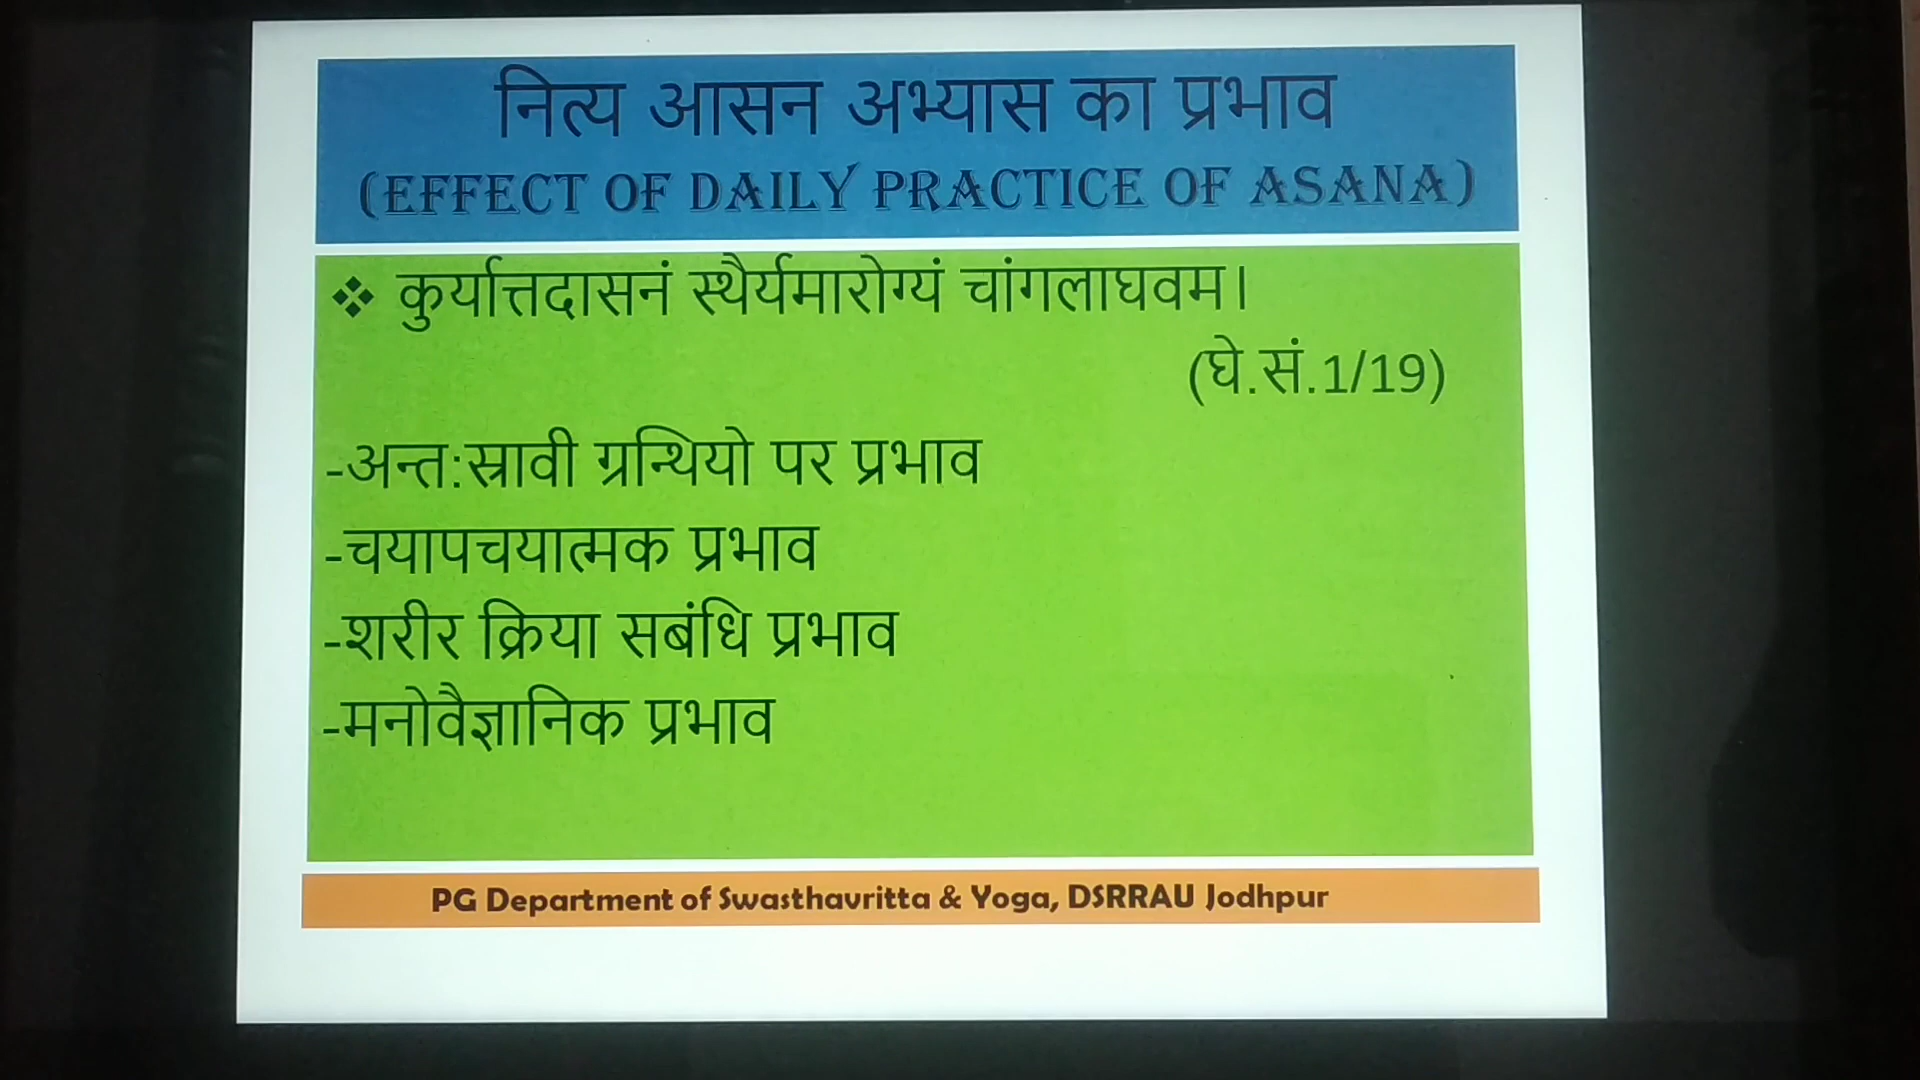 नित्य आसन अभ्यास का प्रभाव
(EFFECT OF DAILY PRACTICE OF ASANA)
❖ कुर्यात्तदासनं स्थैर्यमारोग्यं चांगलाघवम।
(घे.सं.1/19)
-अन्त:स्रावी ग्रन्थियो पर प्रभाव
-चयापचयात्मक प्रभाव
-शरीर क्रिया सबंधि प्रभाव
-मनोवैज्ञानिक प्रभाव
PG Department of Swasthavritta & Yoga, DSRRAU Jodhpur